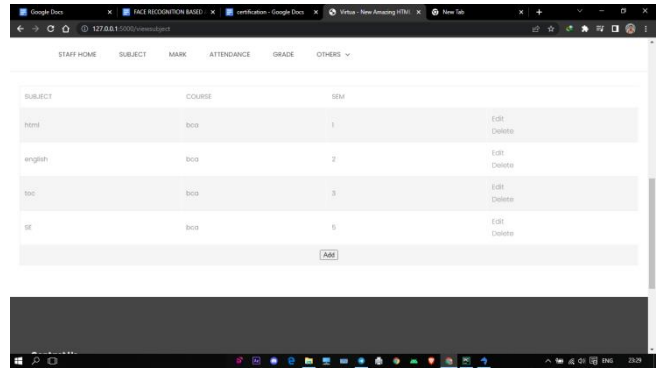 Google Docs
FACE RECOGNITION BASED
certification - Google Docs
Virtua - New Amazing HTML
New Tab
127.0.0.1:5000/viewsubject
STAFF HOME SUBJECT MARK ATTENDANCE GRADE OTHERS
SUBJECT COURSE SEM
html bca 1 Edit
Delete
english bca 2 Edit
Delete
toc bca 3 Edit
Delete
SE bca 5 Edit
Delete
Add
Contact Us
ENG 23:29